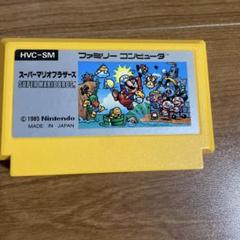 HVC-SM
ファミリー コンピュータ
スーパーマリオブラザーズ
SUPER MARIO BROS.
© 1985 Nintendo
MADE IN JAPAN